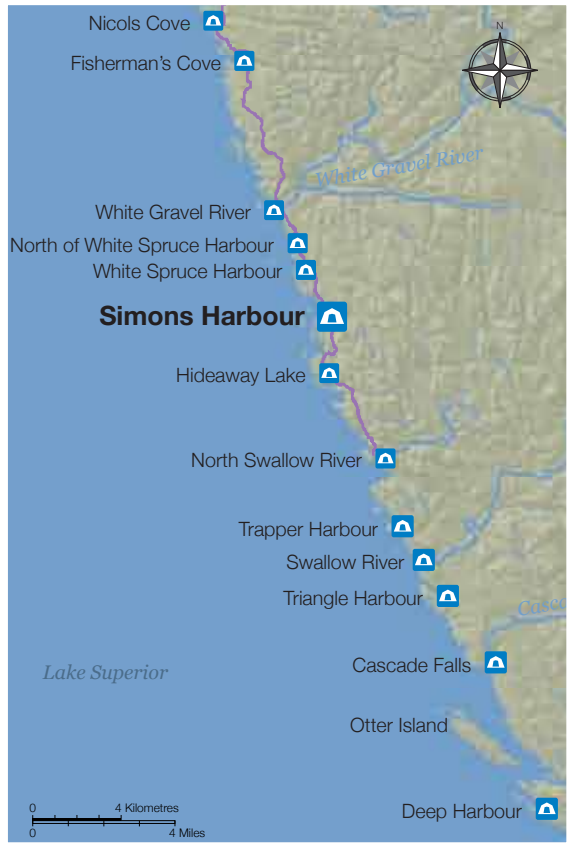 Nicols Cove
N
Fisherman's Cove
White Gravel River
White Gravel River
North of White Spruce Harbour
White Spruce Harbour
Simons Harbour
Hideaway Lake
North Swallow River
Trapper Harbour
Swallow River
Triangle Harbour
Casca
Cascade Falls
Lake Superior
Otter Island
0 4 Kilometres
0 4 Miles
Deep Harbour